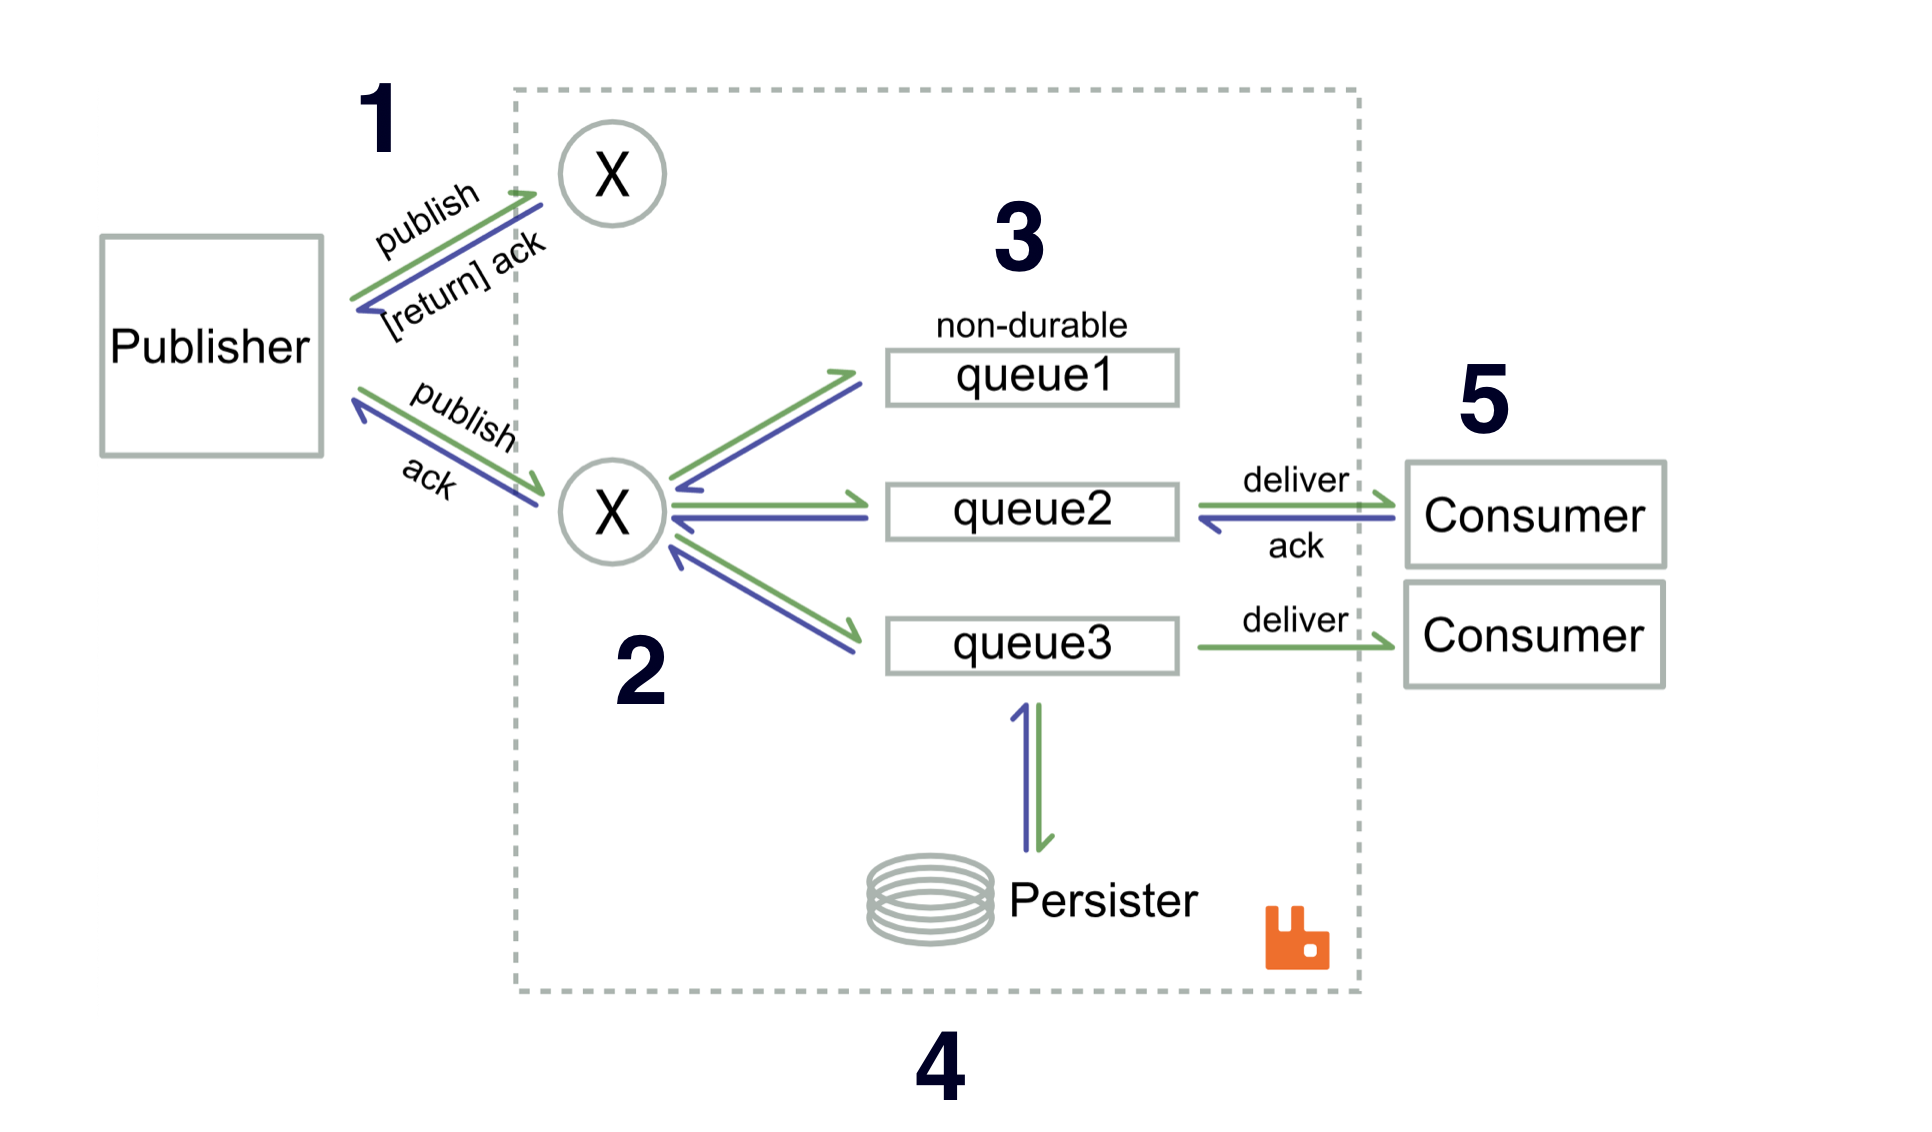 1
publish
[return] ack
X
Publisher
publish
ack
X
2
3
non-durable
queue1
queue2
queue3
deliver
ack
deliver
5
Consumer
Consumer
Persister
4